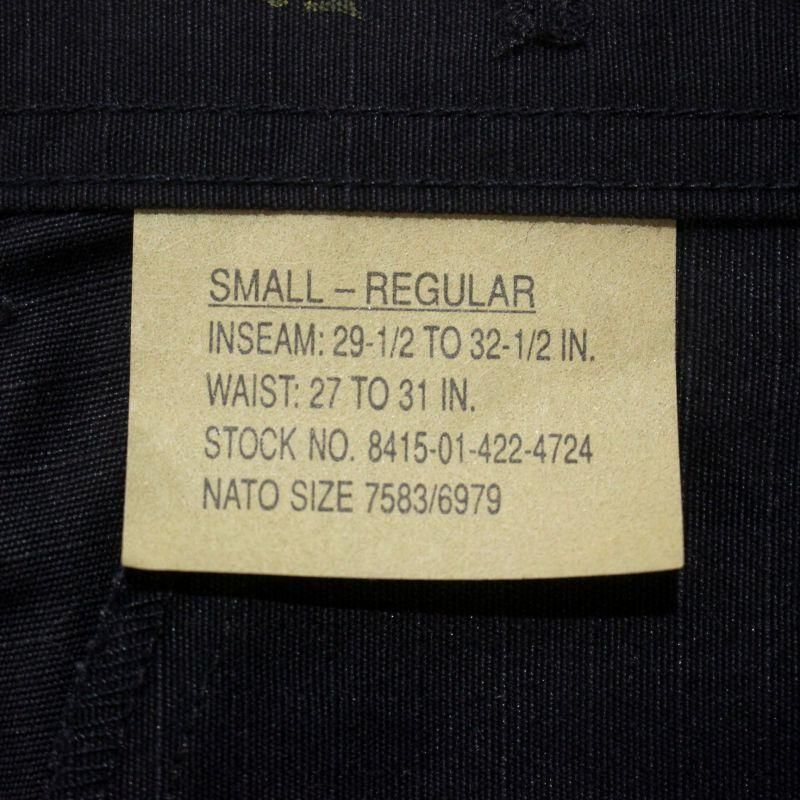 SMALL – REGULAR
INSEAM: 29-1/2 TO 32-1/2 IN.
WAIST: 27 TO 31 IN.
STOCK NO. 8415-01-422-4724
NATO SIZE 7583/6979